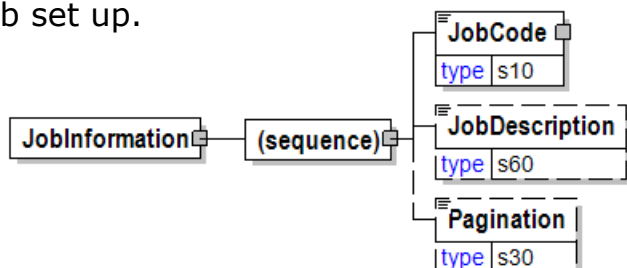 b set up.
JobCode
type s10
JobInformation
(sequence)
JobDescription
type s60
Pagination
type s30